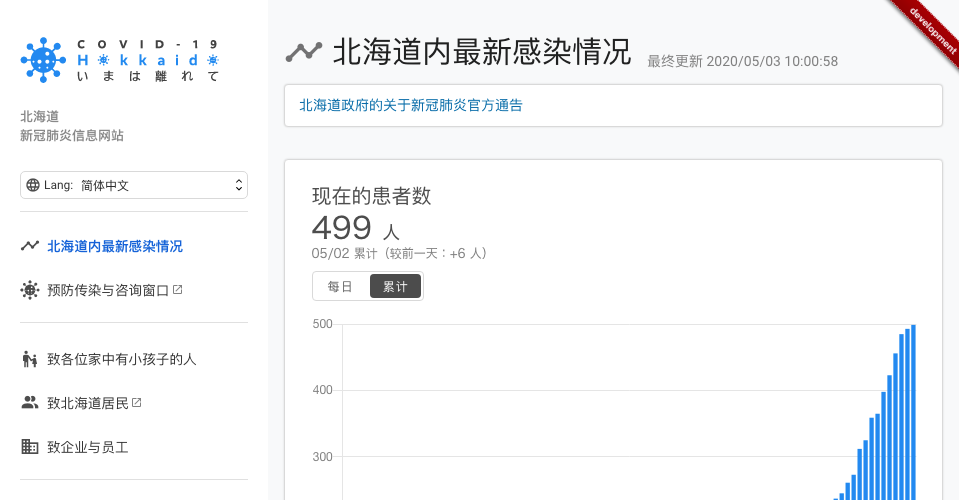 COVID-19
Hokkaido
いまは離れて
北海道
新冠肺炎信息网站
Lang: 简体中文
北海道内最新感染情况
预防传染与咨询窗口
致各位家中有小孩子的人
致北海道居民
致企业与员工
development
北海道内最新感染情况
最终更新 2020/05/03 10:00:58
北海道政府的关于新冠肺炎官方通告
现在的患者数
499 人
05/02 累计（较前一天：+6 人）
每日 累计
500
400
300